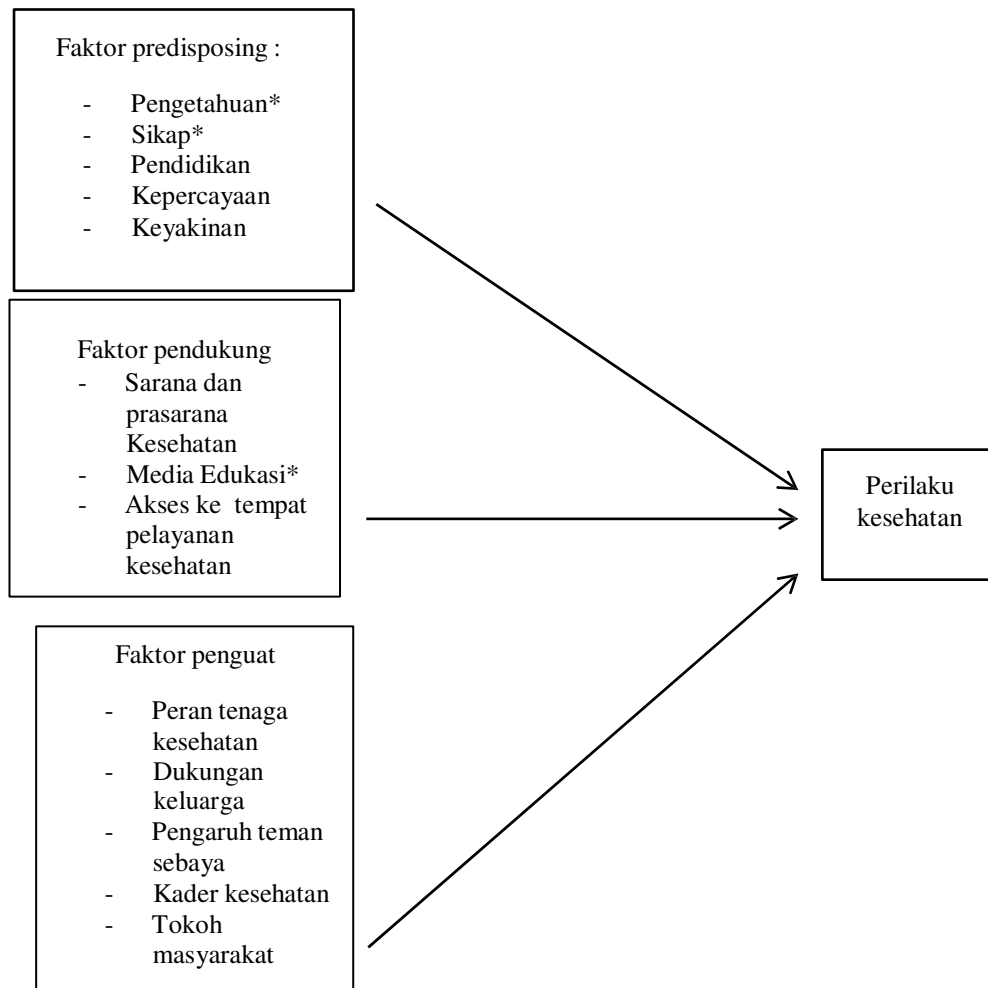 Faktor predisposing :
- Pengetahuan*
- Sikap*
- Pendidikan
- Kepercayaan
- Keyakinan
Faktor pendukung
- Sarana dan
prasarana
Kesehatan
- Media Edukasi*
- Akses ke tempat
pelayanan
kesehatan
Perilaku
kesehatan
Faktor penguat
- Peran tenaga
kesehatan
- Dukungan
keluarga
- Pengaruh teman
sebaya
- Kader kesehatan
- Tokoh
masyarakat